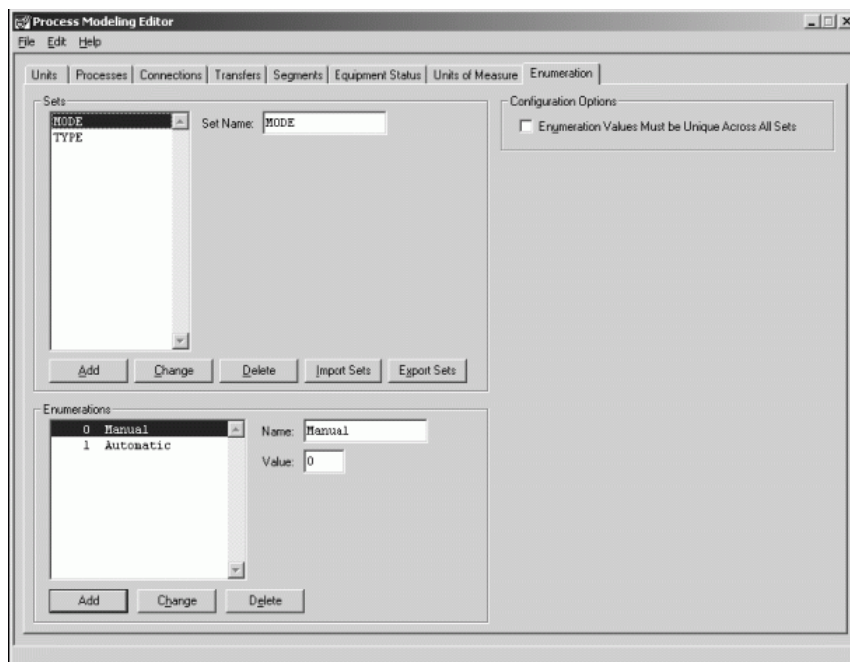 Process Modeling Editor
File Edit Help
Units Processes Connections Transfers Segments Equipment Status Units of Measure Enumeration
Sets
MODE
TYPE
Set Name: MODE
Add Change Delete Import Sets Export Sets
Configuration Options
Enumeration Values Must be Unique Across All Sets
Enumerations
0 Manual
1 Automatic
Name: Manual
Value: 0
Add Change Delete